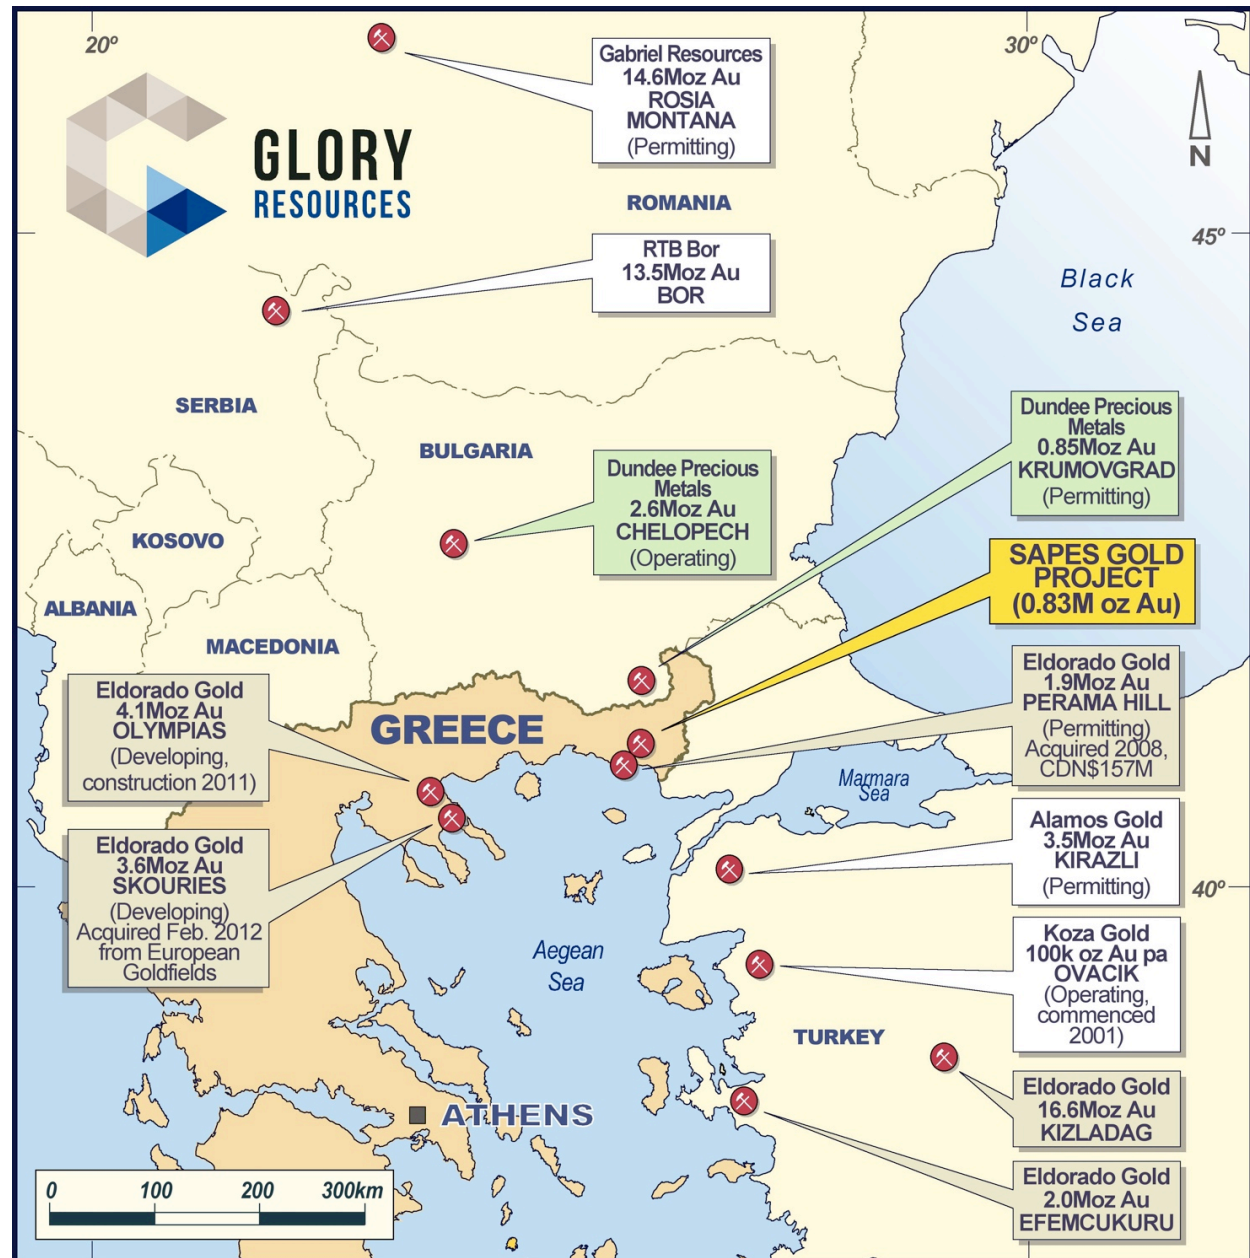 20º
30º
Gabriel Resources
14.6Moz Au
ROSIA
MONTANA
(Permitting)
GLORY
RESOURCES
N
ROMANIA
45º
RTB Bor
13.5Moz Au
BOR
Black
Sea
SERBIA
BULGARIA
Dundee Precious
Metals
0.85Moz Au
KRUMOVGRAD
(Permitting)
Dundee Precious
Metals
2.6Moz Au
CHELOPECH
(Operating)
KOSOVO
SAPES GOLD
PROJECT
(0.83M oz Au)
ALBANIA
MACEDONIA
Eldorado Gold
1.9Moz Au
PERAMA HILL
(Permitting)
Acquired 2008,
CDN$157M
Eldorado Gold
4.1Moz Au
OLYMPIAS
(Developing,
construction 2011)
GREECE
Marmara
Sea
Alamos Gold
3.5Moz Au
KIRAZLI
(Permitting)
Eldorado Gold
3.6Moz Au
SKOURIES
(Developing)
Acquired Feb. 2012
from European
Goldfields
40º
Aegean
Sea
Koza Gold
100k oz Au pa
OVACIK
(Operating,
commenced
2001)
TURKEY
Eldorado Gold
16.6Moz Au
KIZLADAG
ATHENS
Eldorado Gold
2.0Moz Au
EFEMCUKURU
0 100 200 300km